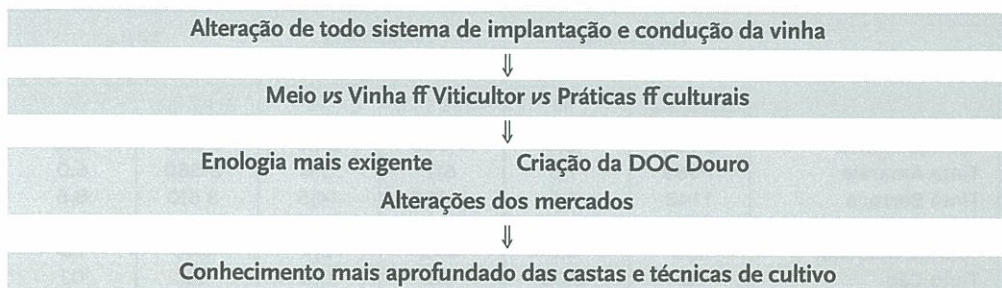 Alteração de todo sistema de implantação e condução da vinha
⇓
Meio vs Vinha ff Viticultor vs Práticas ff culturais
⇓
Enologia mais exigente Criação da DOC Douro
Alterações dos mercados
⇓
Conhecimento mais aprofundado das castas e técnicas de cultivo